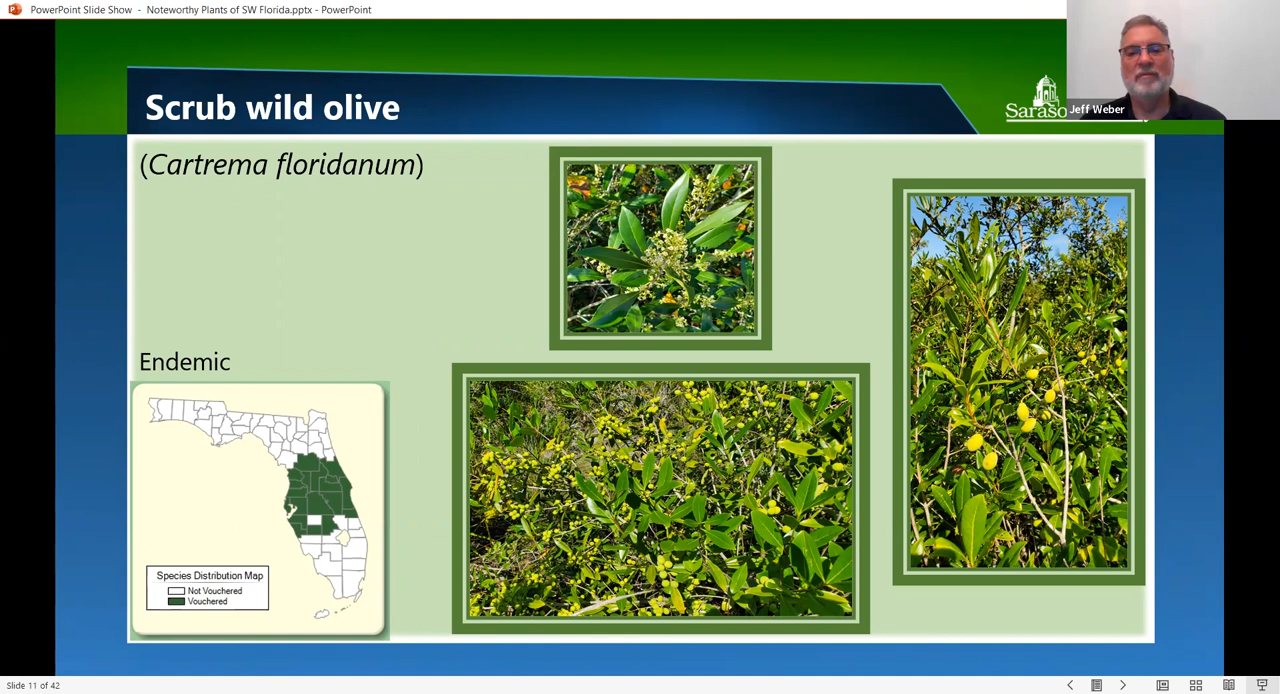 PowerPoint Slide Show - Noteworthy Plants of SW Florida.pptx - PowerPoint
Scrub wild olive
Saraso
Jeff Weber
(Cartrema floridanum)
Endemic
Species Distribution Map
Not Vouchered
Vouchered
Slide 11 of 42